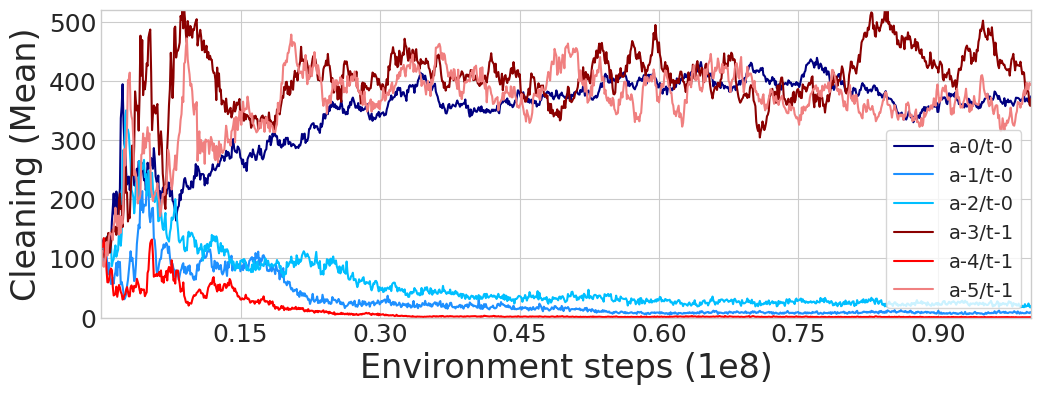 Cleaning (Mean)
500
400
300
200
100
0
0.15 0.30 0.45 0.60 0.75 0.90
Environment steps (1e8)
a-0/t-0
a-1/t-0
a-2/t-0
a-3/t-1
a-4/t-1
a-5/t-1